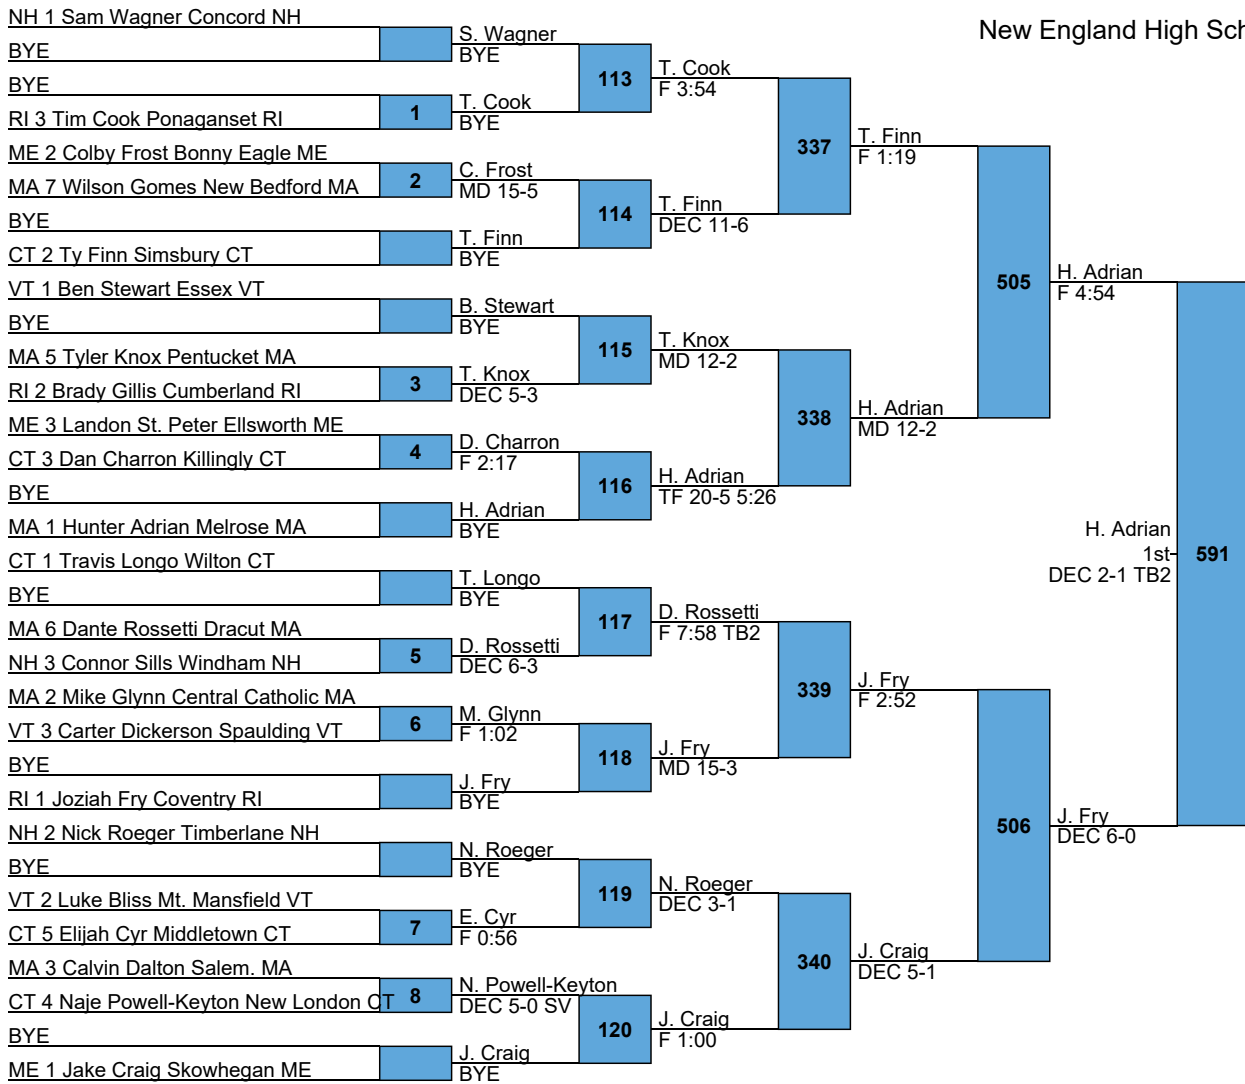 New England High Sch
NH 1 Sam Wagner Concord NH
BYE
BYE
RI 3 Tim Cook Ponaganset RI
ME 2 Colby Frost Bonny Eagle ME
MA 7 Wilson Gomes New Bedford MA
BYE
CT 2 Ty Finn Simsbury CT
VT 1 Ben Stewart Essex VT
BYE
MA 5 Tyler Knox Pentucket MA
RI 2 Brady Gillis Cumberland RI
ME 3 Landon St. Peter Ellsworth ME
CT 3 Dan Charron Killingly CT
BYE
MA 1 Hunter Adrian Melrose MA
CT 1 Travis Longo Wilton CT
BYE
MA 6 Dante Rossetti Dracut MA
NH 3 Connor Sills Windham NH
MA 2 Mike Glynn Central Catholic MA
VT 3 Carter Dickerson Spaulding VT
BYE
RI 1 Joziah Fry Coventry RI
NH 2 Nick Roeger Timberlane NH
BYE
VT 2 Luke Bliss Mt. Mansfield VT
CT 5 Elijah Cyr Middletown CT
MA 3 Calvin Dalton Salem. MA
CT 4 Naje Powell-Keyton New London CT
BYE
ME 1 Jake Craig Skowhegan ME
1
2
3
4
5
6
7
8
S. Wagner
BYE
T. Cook
BYE
C. Frost
MD 15-5
T. Finn
BYE
B. Stewart
BYE
T. Knox
DEC 5-3
D. Charron
F 2:17
H. Adrian
BYE
T. Longo
BYE
D. Rossetti
DEC 6-3
M. Glynn
F 1:02
J. Fry
BYE
N. Roeger
BYE
E. Cyr
F 0:56
N. Powell-Keyton
DEC 5-0 SV
J. Craig
BYE
113
114
115
116
117
118
119
120
T. Cook
F 3:54
T. Finn
DEC 11-6
T. Knox
MD 12-2
H. Adrian
TF 20-5 5:26
D. Rossetti
F 7:58 TB2
J. Fry
MD 15-3
N. Roeger
DEC 3-1
J. Craig
F 1:00
337
338
339
340
T. Finn
F 1:19
H. Adrian
MD 12-2
J. Fry
F 2:52
J. Craig
DEC 5-1
505
506
H. Adrian
F 4:54
J. Fry
DEC 6-0
H. Adrian
1st
DEC 2-1 TB2
591